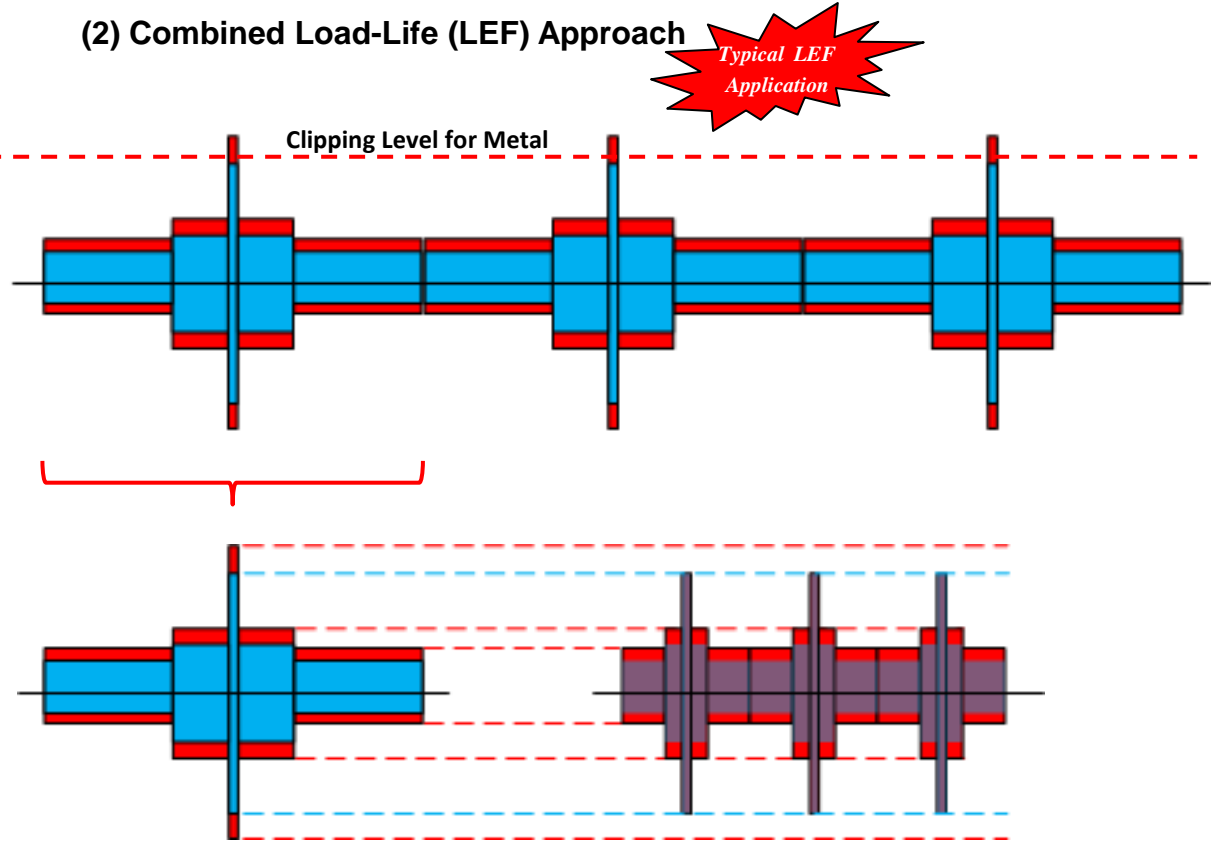 (2) Combined Load-Life (LEF) Approach
Typical LEF
Application
Clipping Level for Metal